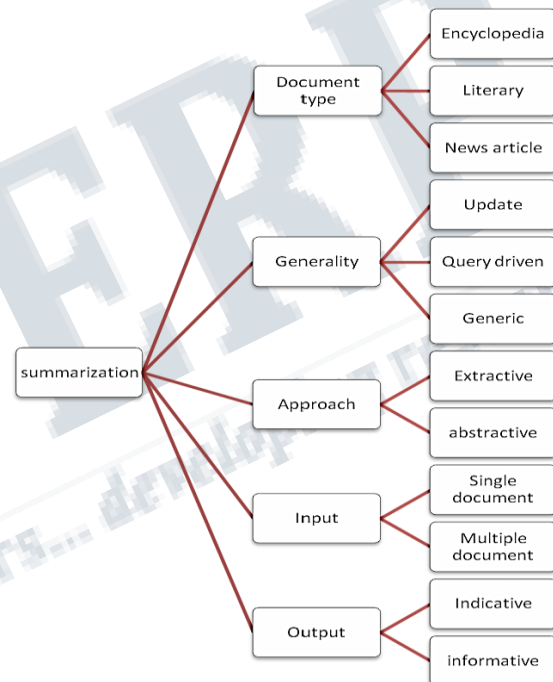 Encyclopedia
Document
type
Literary
News article
Update
Generality
Query driven
Generic
summarization
Extractive
Approach
abstractive
Single
document
Input
Multiple
document
Indicative
Output
informative